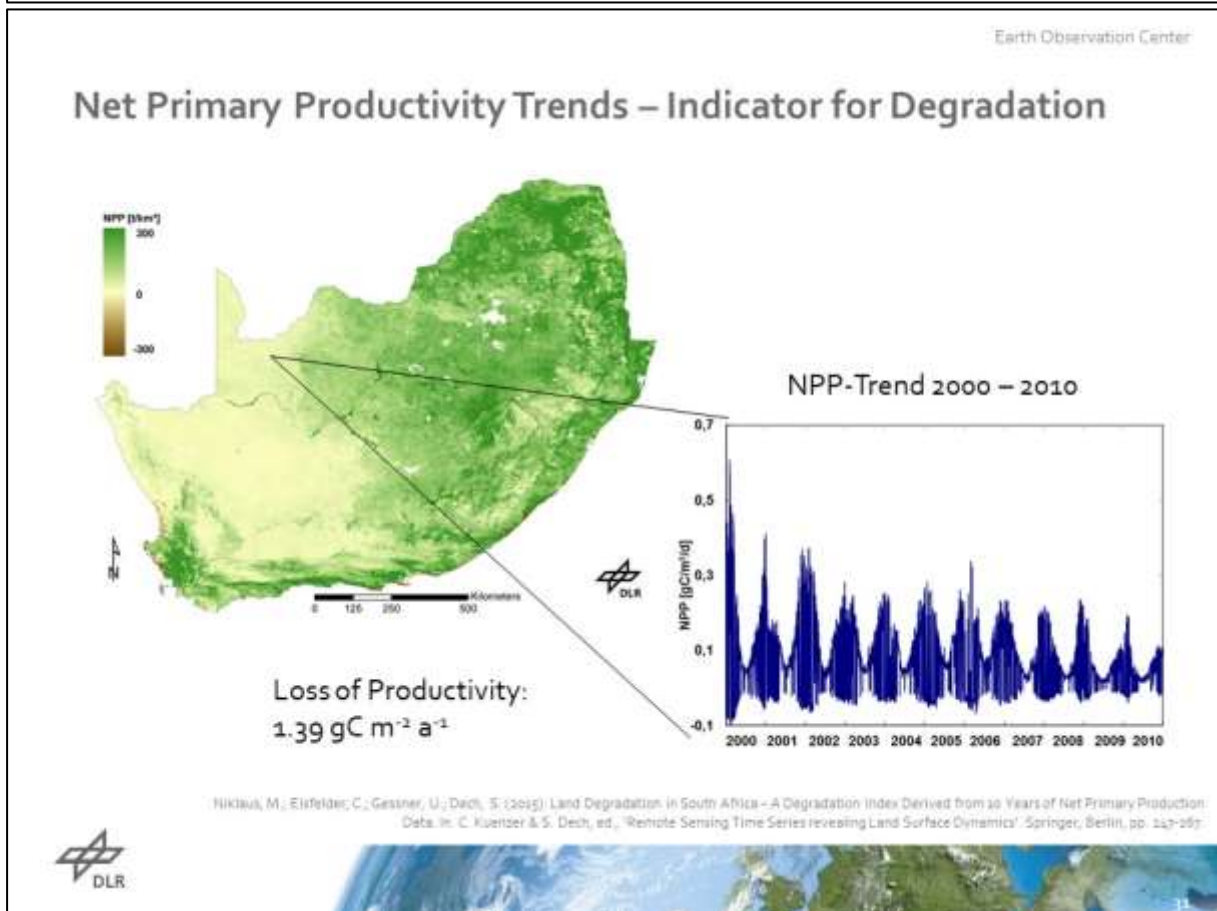 Earth Observation Center
Net Primary Productivity Trends – Indicator for Degradation
NPP [t/km²]
300
0
-300
N
0 125 250 500
Kilometers
DLR
Loss of Productivity:
1.39 gC m⁻² a⁻¹
NPP-Trend 2000 – 2010
NPP [gC/m²/d]
0,7
0,5
0,3
0,1
-0,1
2000 2001 2002 2003 2004 2005 2006 2007 2008 2009 2010
Niklaus, M.; Eisfelder, C.; Gessner, U.; Dech, S. (2015): Land Degradation in South Africa – A Degradation Index Derived from 10 Years of Net Primary Production
Data. In: C. Kuenzer & S. Dech, ed., 'Remote Sensing Time Series revealing Land Surface Dynamics'. Springer, Berlin, pp. 247-267.
DLR
31